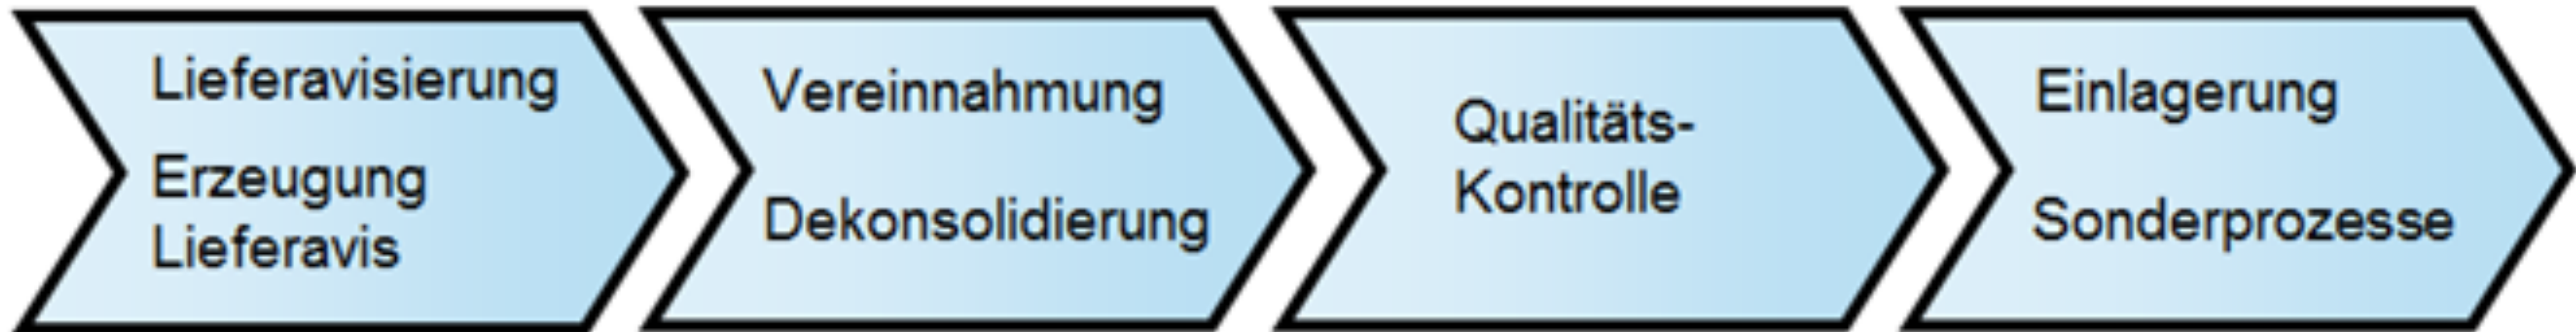 Lieferavisierung
Erzeugung
Lieferavis
Vereinnahmung
Dekonsolidierung
Qualitäts-
Kontrolle
Einlagerung
Sonderprozesse